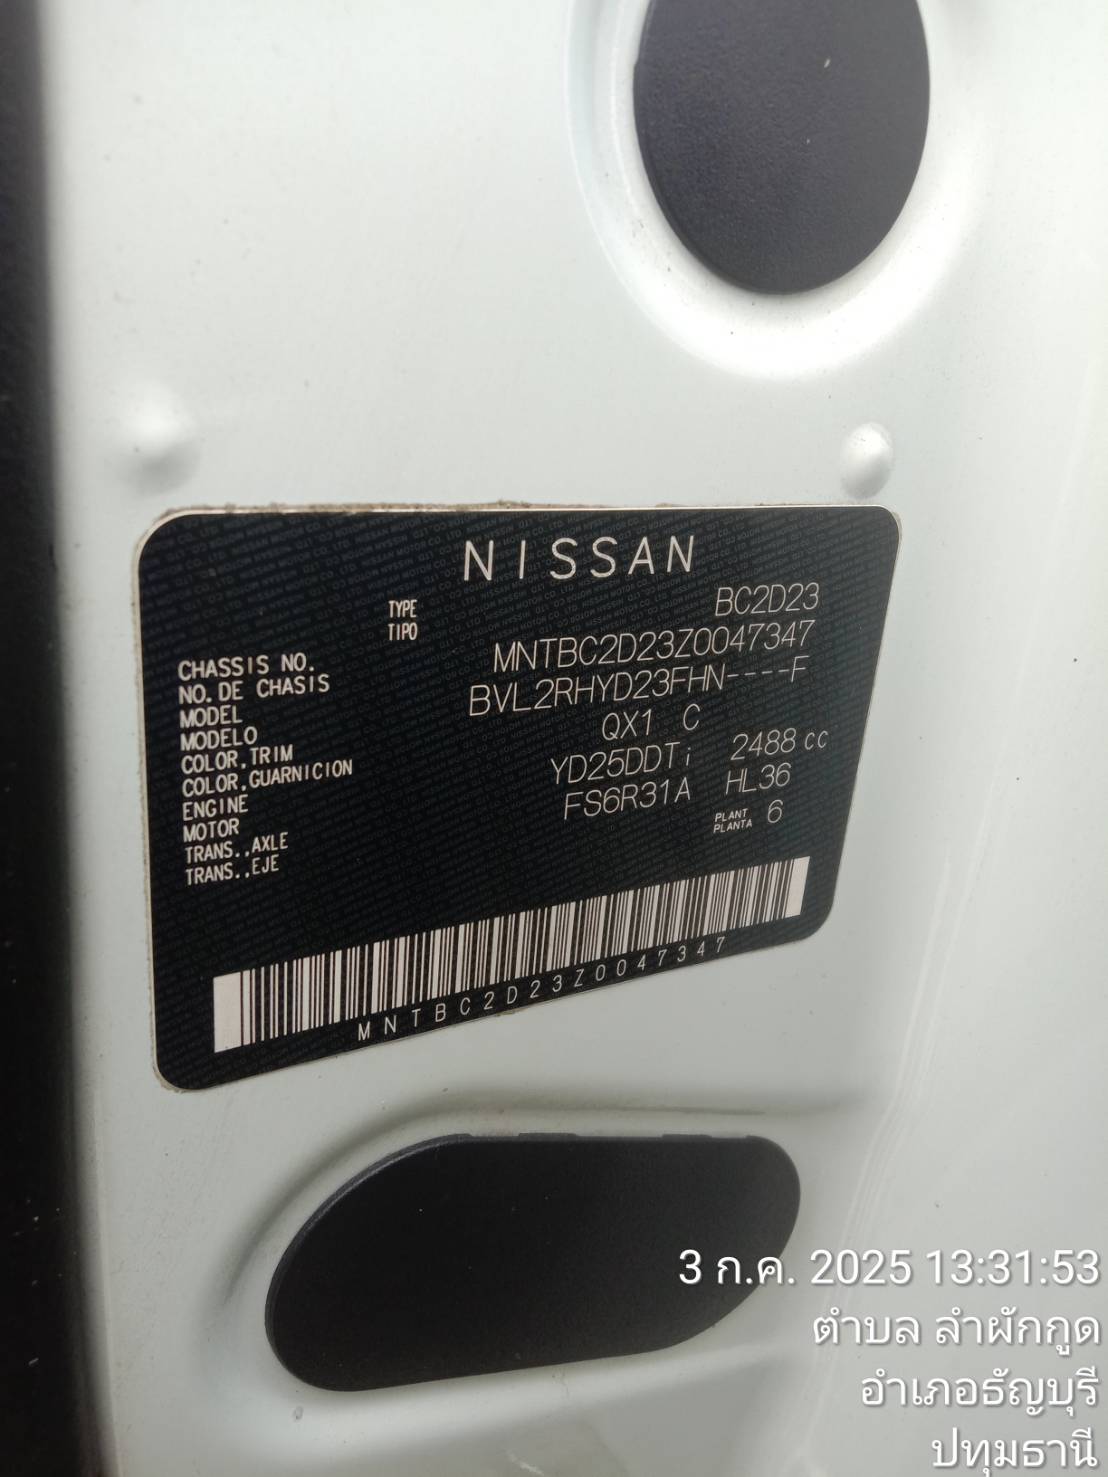 NISSAN
TYPE
TIPO
BC2D23
CHASSIS NO.
NO. DE CHASIS
MNTBC2D23Z0047347
MODEL
MODELO
BVL2RHYD23FHN----F
COLOR,TRIM
COLOR,GUARNICION
QX1 C
ENGINE
MOTOR
YD25DDTi 2488 cc
TRANS.,AXLE
TRANS.,EJE
FS6R31A HL36
PLANT
PLANTA
6
MNTBC2D23Z0047347
3 ก.ค. 2025 13:31:53
ตำบล ลำผักกูด
อำเภอธัญบุรี
ปทุมธานี